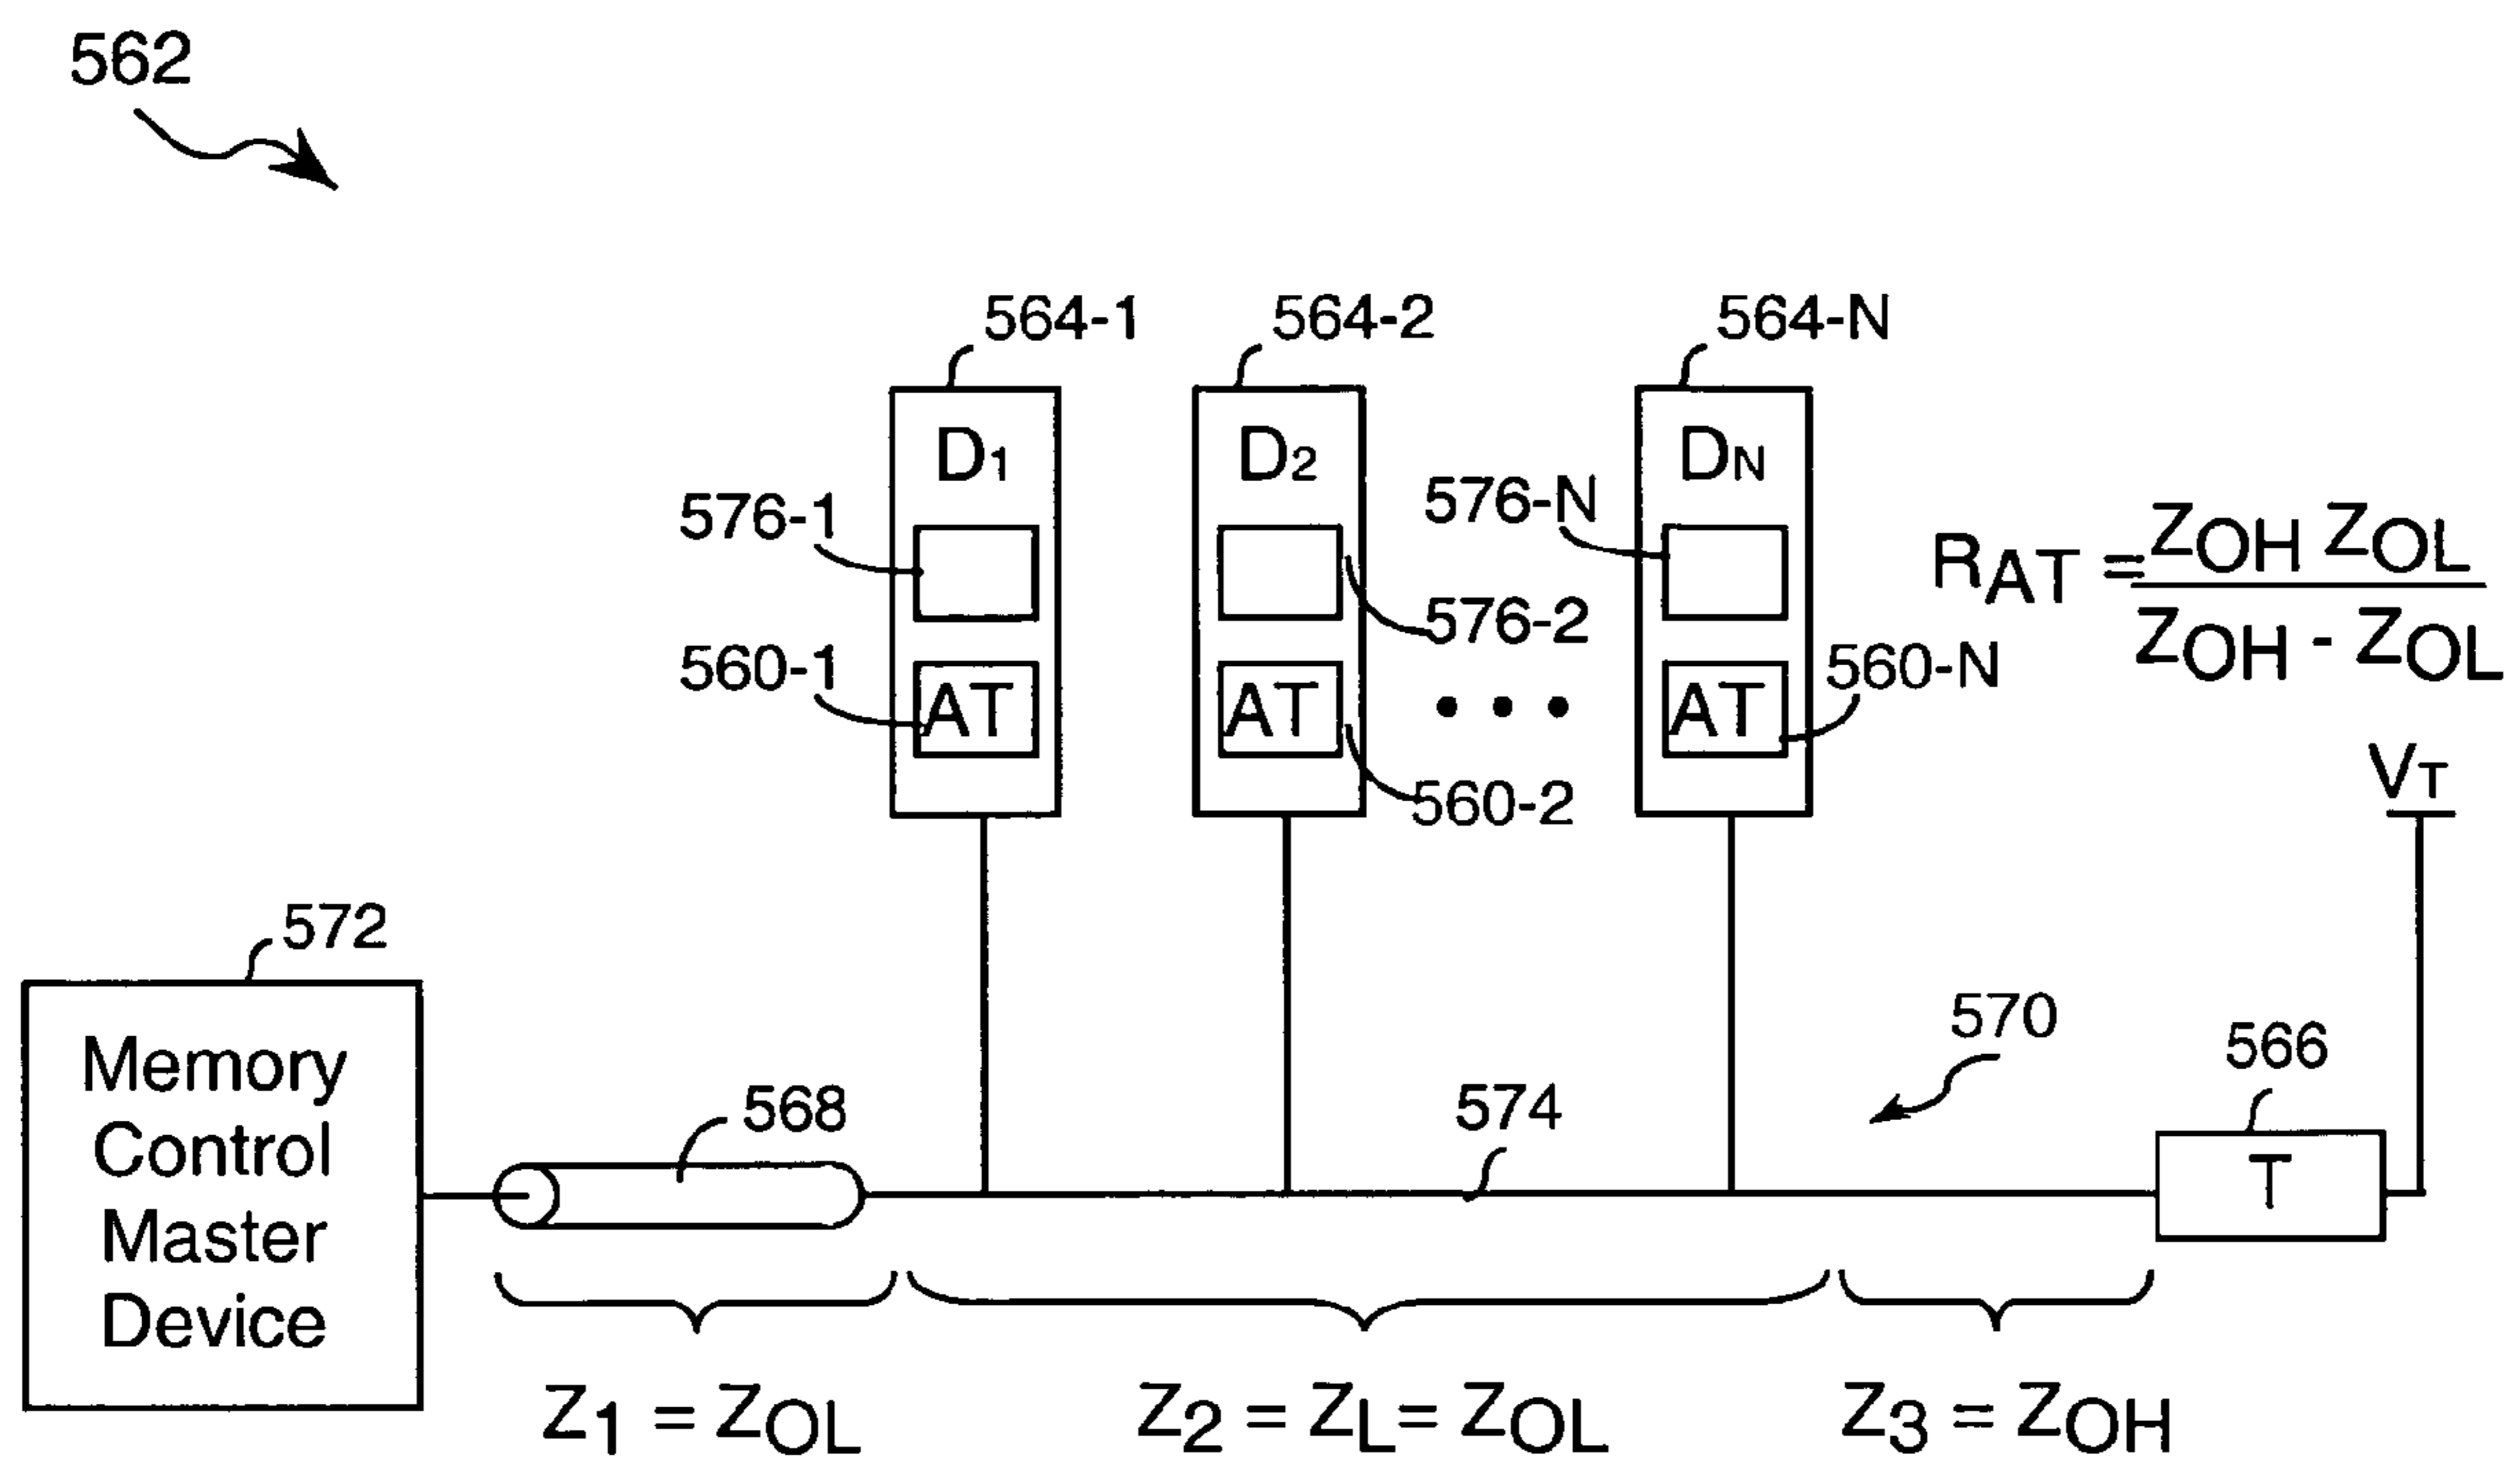 562
564-1
564-2
564-N
D1
D2
DN
576-1
576-N
576-2
RAT = ZOH ZOL
ZOH - ZOL
560-1
AT
AT
• • •
AT
560-N
560-2
VT
572
Memory
Control
Master
Device
568
574
570
566
T
Z1 = ZOL
Z2 = ZL = ZOL
Z3 = ZOH